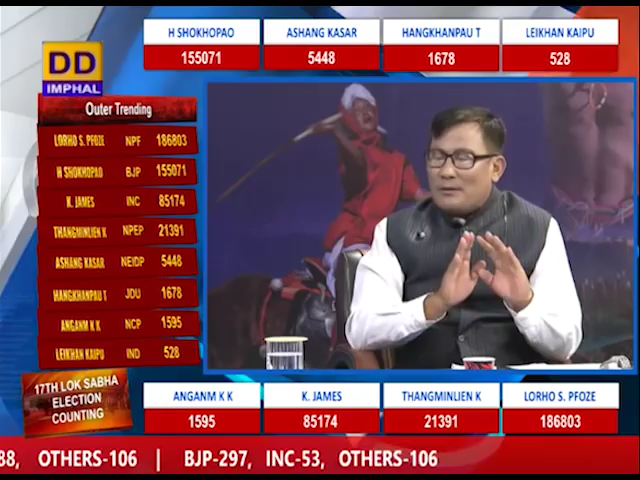 H SHOKHOPAO
155071
ASHANG KASAR
5448
HANGKHANPAU T
1678
LEIKHAN KAIPU
528
DD
IMPHAL
Outer Trending
LORHO S. PFOZE NPF 186803
H SHOKHOPAO BJP 155071
K. JAMES INC 85174
THANGMINLIEN K NPEP 21391
ASHANG KASAR NEIDP 5448
HANGKHANPAU T JDU 1678
ANGANM K K NCP 1595
LEIKHAN KAIPU IND 528
17TH LOK SABHA
ELECTION
COUNTING
ANGANM K K
1595
K. JAMES
85174
THANGMINLIEN K
21391
LORHO S. PFOZE
186803
88, OTHERS-106 | BJP-297, INC-53, OTHERS-106